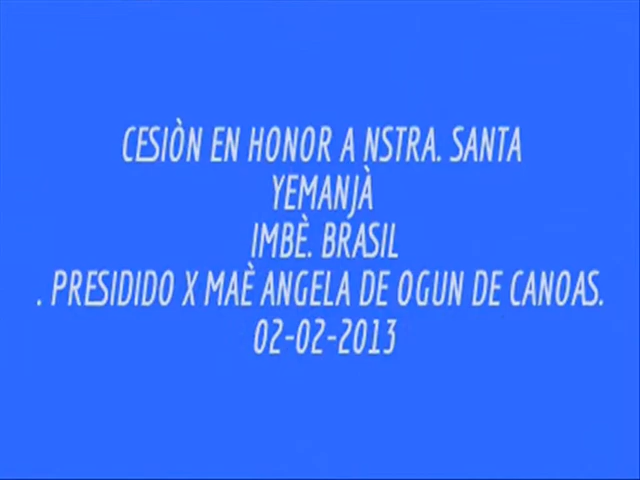 CESIÒN EN HONOR A NSTRA. SANTA
YEMANJÀ
IMBÈ. BRASIL
. PRESIDIDO X MAÈ ANGELA DE OGUN DE CANOAS.
02-02-2013